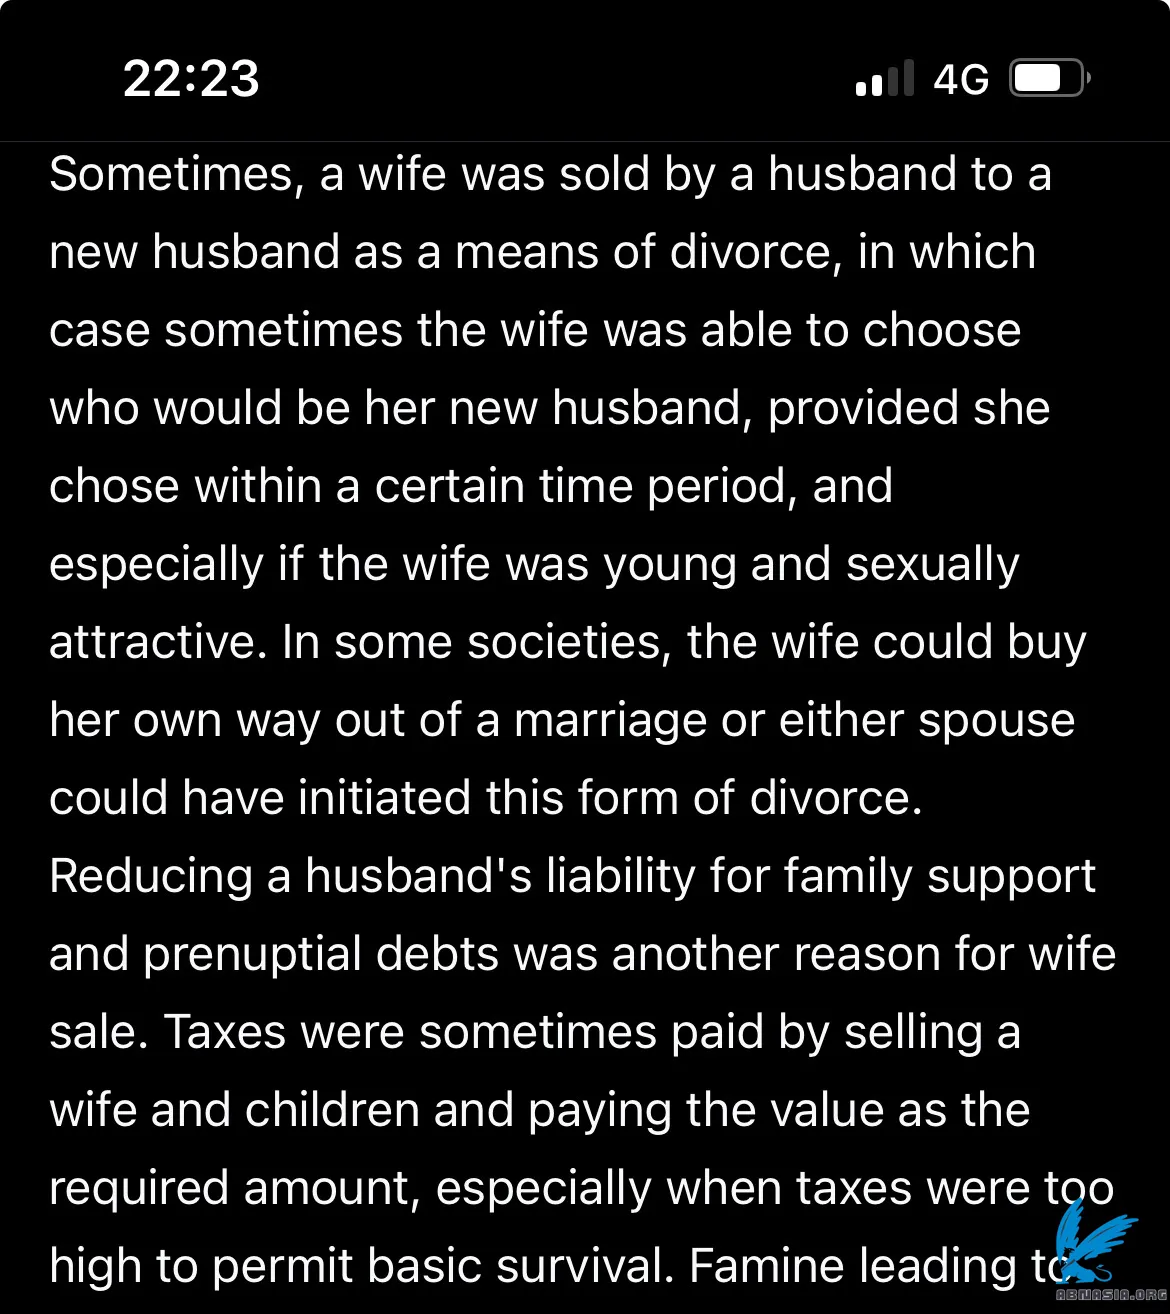 22:23
4G
Sometimes, a wife was sold by a husband to a
new husband as a means of divorce, in which
case sometimes the wife was able to choose
who would be her new husband, provided she
chose within a certain time period, and
especially if the wife was young and sexually
attractive. In some societies, the wife could buy
her own way out of a marriage or either spouse
could have initiated this form of divorce.
Reducing a husband's liability for family support
and prenuptial debts was another reason for wife
sale. Taxes were sometimes paid by selling a
wife and children and paying the value as the
required amount, especially when taxes were too
high to permit basic survival. Famine leading to
ABNASIA.ORG